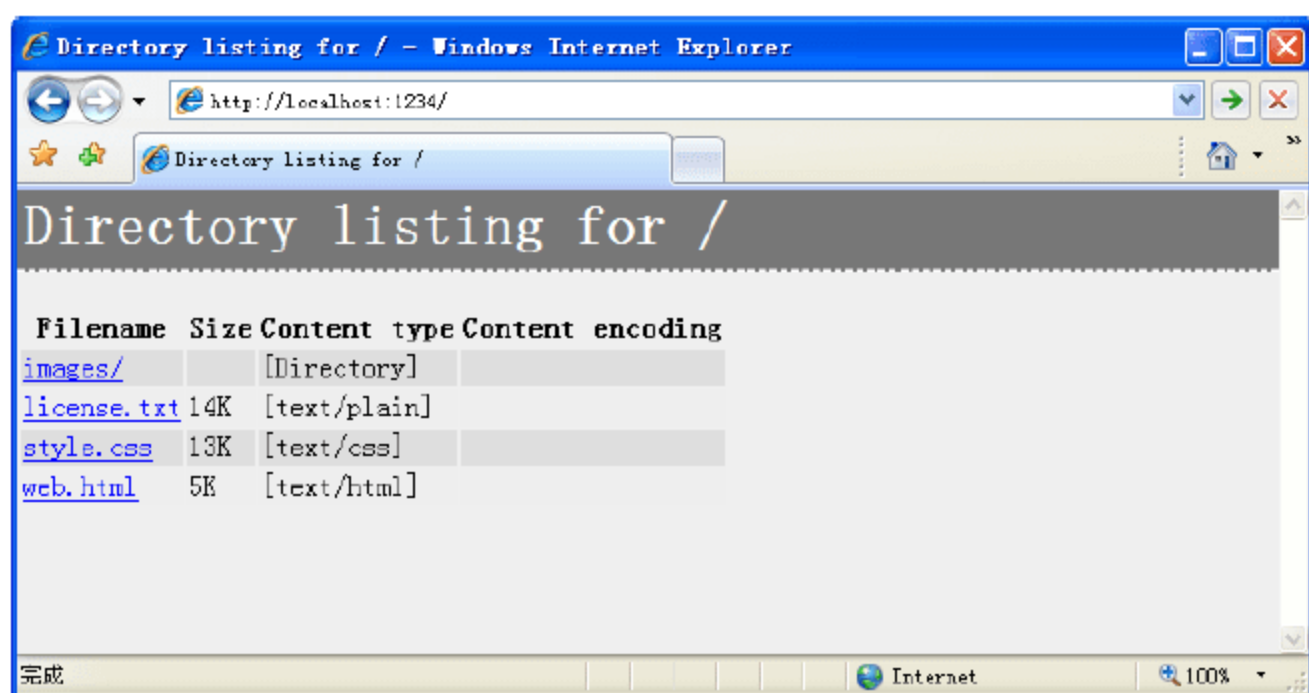 Directory listing for / - Windows Internet Explorer
http://localhost:1234/
Directory listing for /
Directory listing for /
Filename Size Content type Content encoding
images/ [Directory]
license.txt 14K [text/plain]
style.css 13K [text/css]
web.html 5K [text/html]
完成 Internet 100%